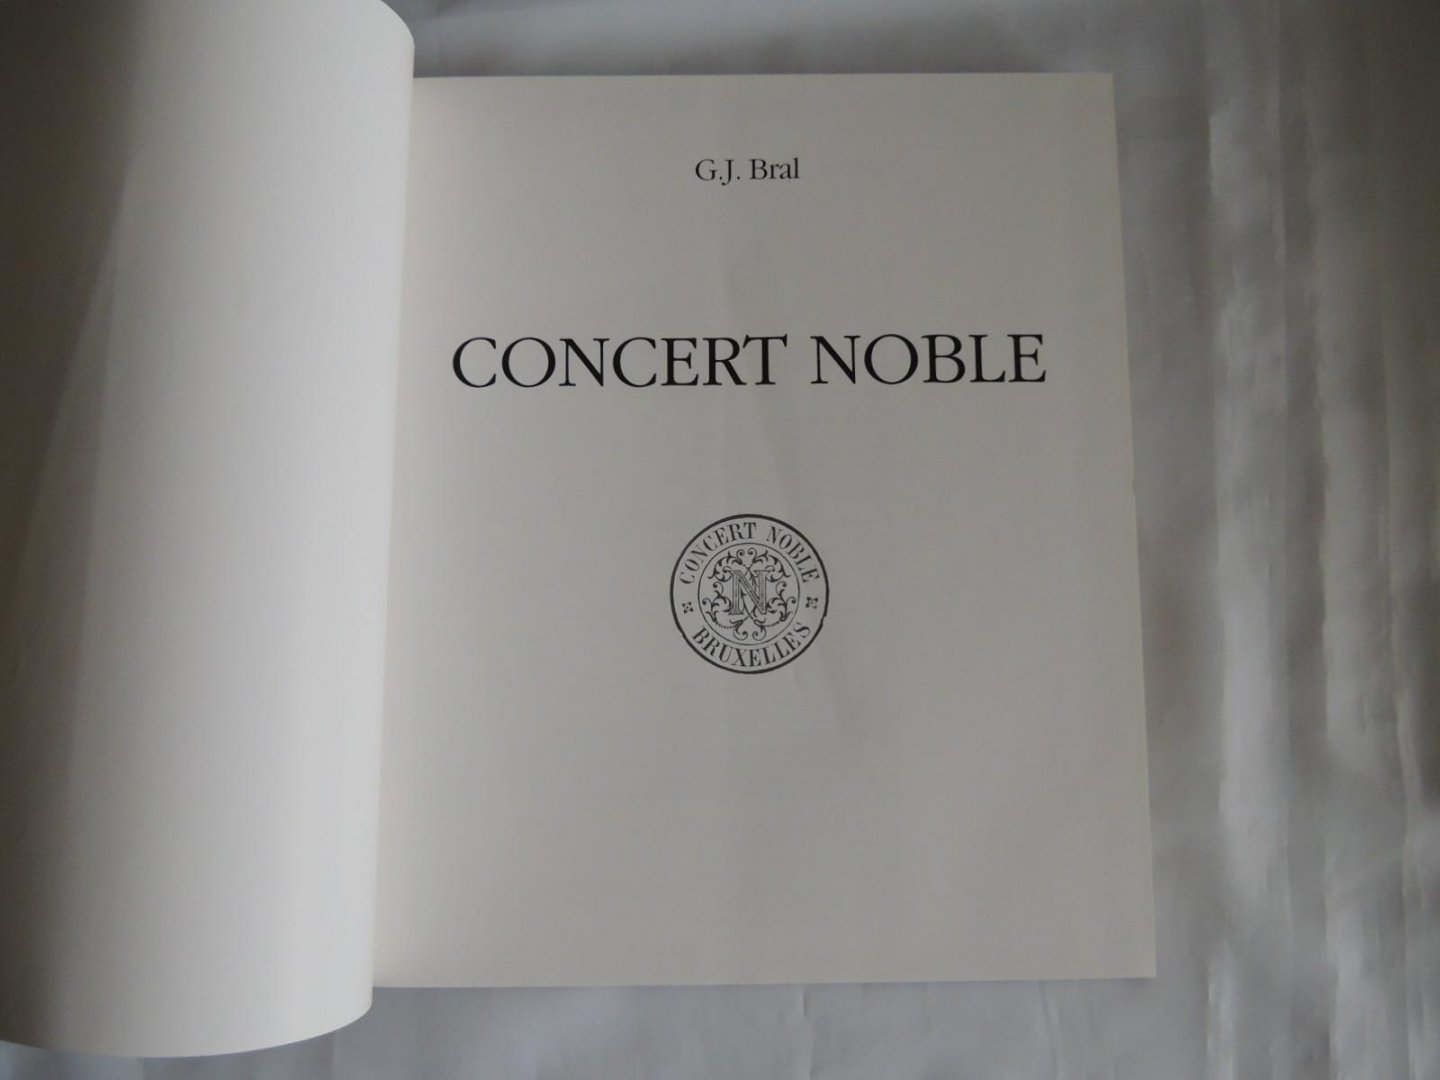 G.J. Bral
CONCERT NOBLE
CONCERT NOBLE
N
BRUXELLES